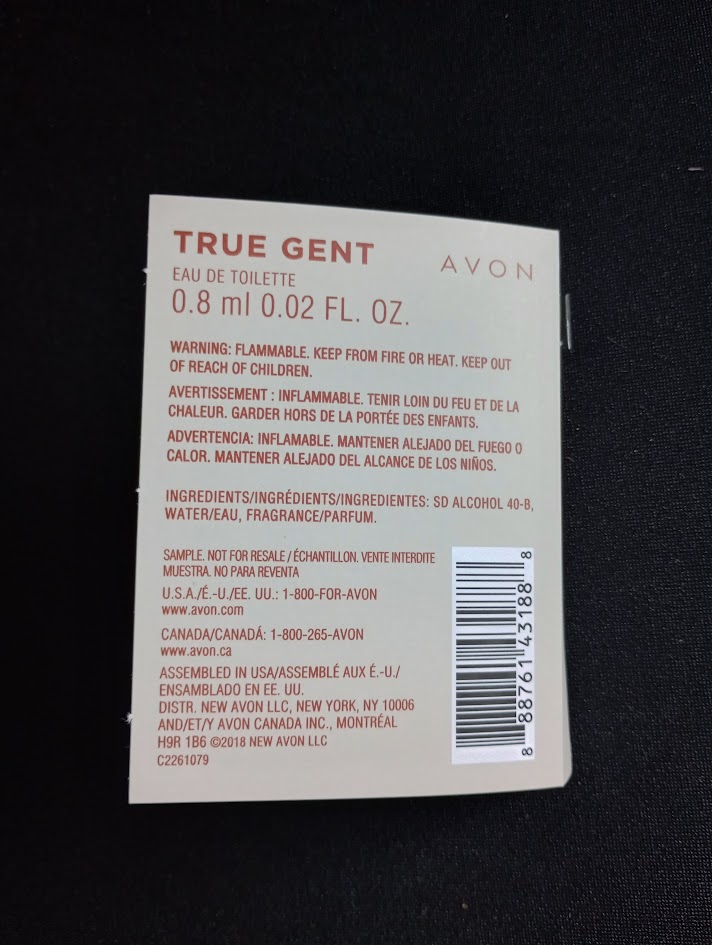 TRUE GENT
AVON
EAU DE TOILETTE
0.8 ml 0.02 FL. OZ.
WARNING: FLAMMABLE. KEEP FROM FIRE OR HEAT. KEEP OUT
OF REACH OF CHILDREN.
AVERTISSEMENT : INFLAMMABLE. TENIR LOIN DU FEU ET DE LA
CHALEUR. GARDER HORS DE LA PORTÉE DES ENFANTS.
ADVERTENCIA: INFLAMABLE. MANTENER ALEJADO DEL FUEGO O
CALOR. MANTENER ALEJADO DEL ALCANCE DE LOS NIÑOS.
INGREDIENTS/INGRÉDIENTS/INGREDIENTES: SD ALCOHOL 40-B,
WATER/EAU, FRAGRANCE/PARFUM.
SAMPLE. NOT FOR RESALE / ÉCHANTILLON. VENTE INTERDITE
MUESTRA. NO PARA REVENTA
U.S.A./É.-U./EE. UU.: 1-800-FOR-AVON
www.avon.com
CANADA/CANADÁ: 1-800-265-AVON
www.avon.ca
ASSEMBLED IN USA/ASSEMBLÉ AUX É.-U./
ENSAMBLADO EN EE. UU.
DISTR. NEW AVON LLC, NEW YORK, NY 10006
AND/ET/Y AVON CANADA INC., MONTRÉAL
H9R 1B6 ©2018 NEW AVON LLC
C2261079
8 88761 43188 8